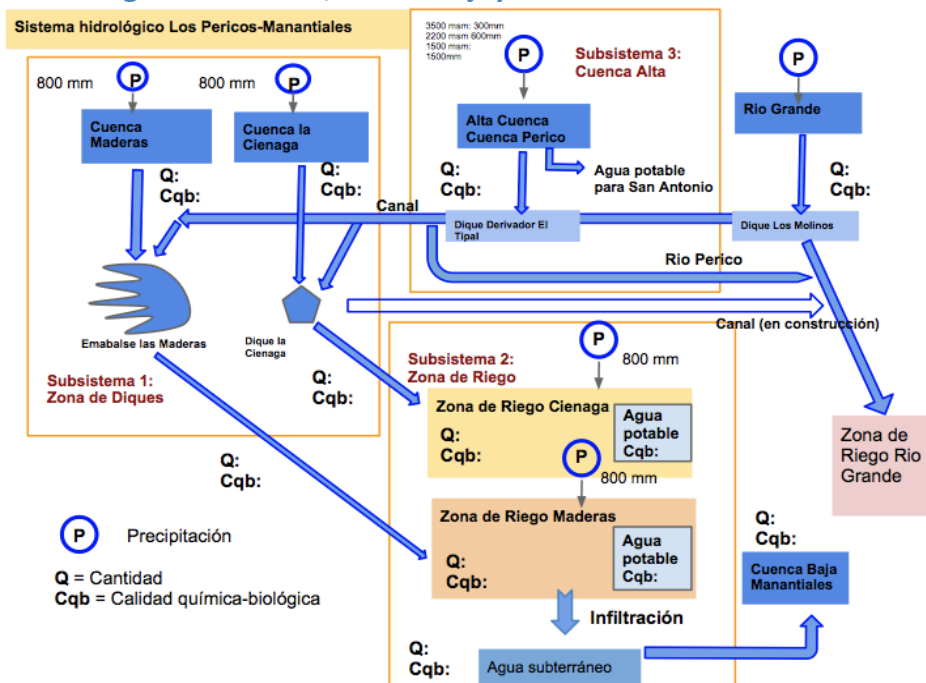 Sistema hidrológico Los Pericos-Manantiales
3500 msm: 300mm
2200 msm 600mm
1500 msm:
1500mm
P
Subsistema 3:
Cuenca Alta
P
800 mm
P
800 mm
P
Cuenca
Maderas
Cuenca la
Cienaga
Alta Cuenca
Cuenca Perico
Rio Grande
Q:
Cqb:
Q:
Cqb:
Q:
Cqb:
Agua potable
para San Antonio
Q:
Cqb:
Canal
Dique Derivador El
Tipal
Dique Los Molinos
Rio Perico
Emabalse las Maderas
Dique la
Cienaga
Canal (en construcción)
Subsistema 1:
Zona de Diques
Q:
Cqb:
Subsistema 2:
Zona de Riego
P
800 mm
Zona de Riego Cienaga
Q:
Cqb:
Agua
potable
Cqb:
Zona de
Riego Rio
Grande
Q:
Cqb:
P
800 mm
Zona de Riego Maderas
Q:
Cqb:
Agua
potable
Cqb:
P
Precipitación
Q = Cantidad
Cqb = Calidad química-biológica
Q:
Cqb:
Cuenca Baja
Manantiales
Infiltración
Q:
Cqb:
Agua subterráneo